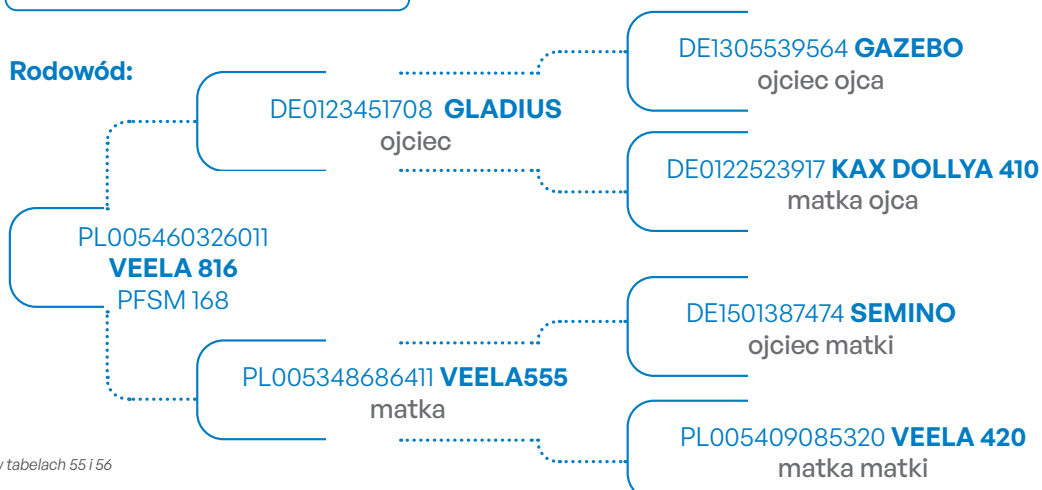 Rodowód:
DE1305539564 GAZEBO
ojciec ojca
DE0123451708 GLADIUS
ojciec
DE0122523917 KAX DOLLYA 410
matka ojca
PL005460326011
VEELA 816
PFSM 168
DE1501387474 SEMINO
ojciec matki
PL005348686411 VEELA555
matka
PL005409085320 VEELA 420
matka matki
w tabelach 55 i 56